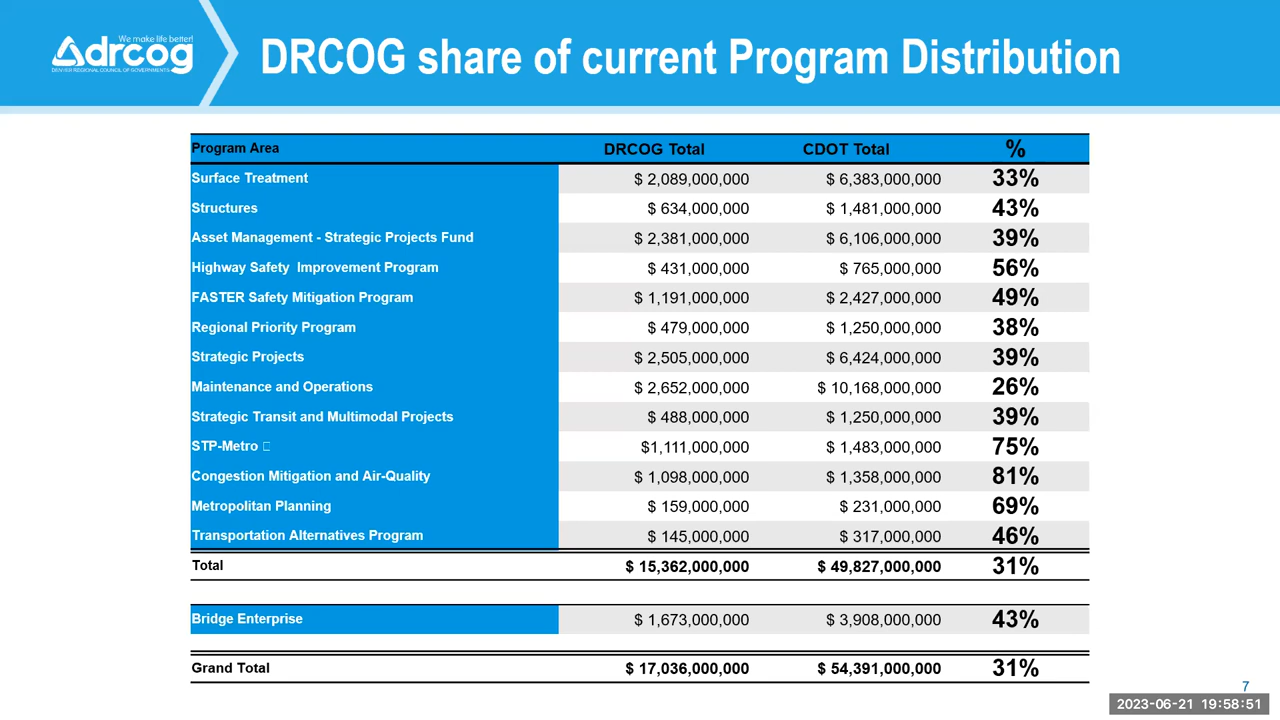 We make life better!
drcog
DENVER REGIONAL COUNCIL OF GOVERNMENTS
DRCOG share of current Program Distribution
Program Area DRCOG Total CDOT Total %
Surface Treatment $ 2,089,000,000 $ 6,383,000,000 33%
Structures $ 634,000,000 $ 1,481,000,000 43%
Asset Management - Strategic Projects Fund $ 2,381,000,000 $ 6,106,000,000 39%
Highway Safety Improvement Program $ 431,000,000 $ 765,000,000 56%
FASTER Safety Mitigation Program $ 1,191,000,000 $ 2,427,000,000 49%
Regional Priority Program $ 479,000,000 $ 1,250,000,000 38%
Strategic Projects $ 2,505,000,000 $ 6,424,000,000 39%
Maintenance and Operations $ 2,652,000,000 $ 10,168,000,000 26%
Strategic Transit and Multimodal Projects $ 488,000,000 $ 1,250,000,000 39%
STP-Metro $1,111,000,000 $ 1,483,000,000 75%
Congestion Mitigation and Air-Quality $ 1,098,000,000 $ 1,358,000,000 81%
Metropolitan Planning $ 159,000,000 $ 231,000,000 69%
Transportation Alternatives Program $ 145,000,000 $ 317,000,000 46%
Total $ 15,362,000,000 $ 49,827,000,000 31%
Bridge Enterprise $ 1,673,000,000 $ 3,908,000,000 43%
Grand Total $ 17,036,000,000 $ 54,391,000,000 31%
7
2023-06-21 19:58:51